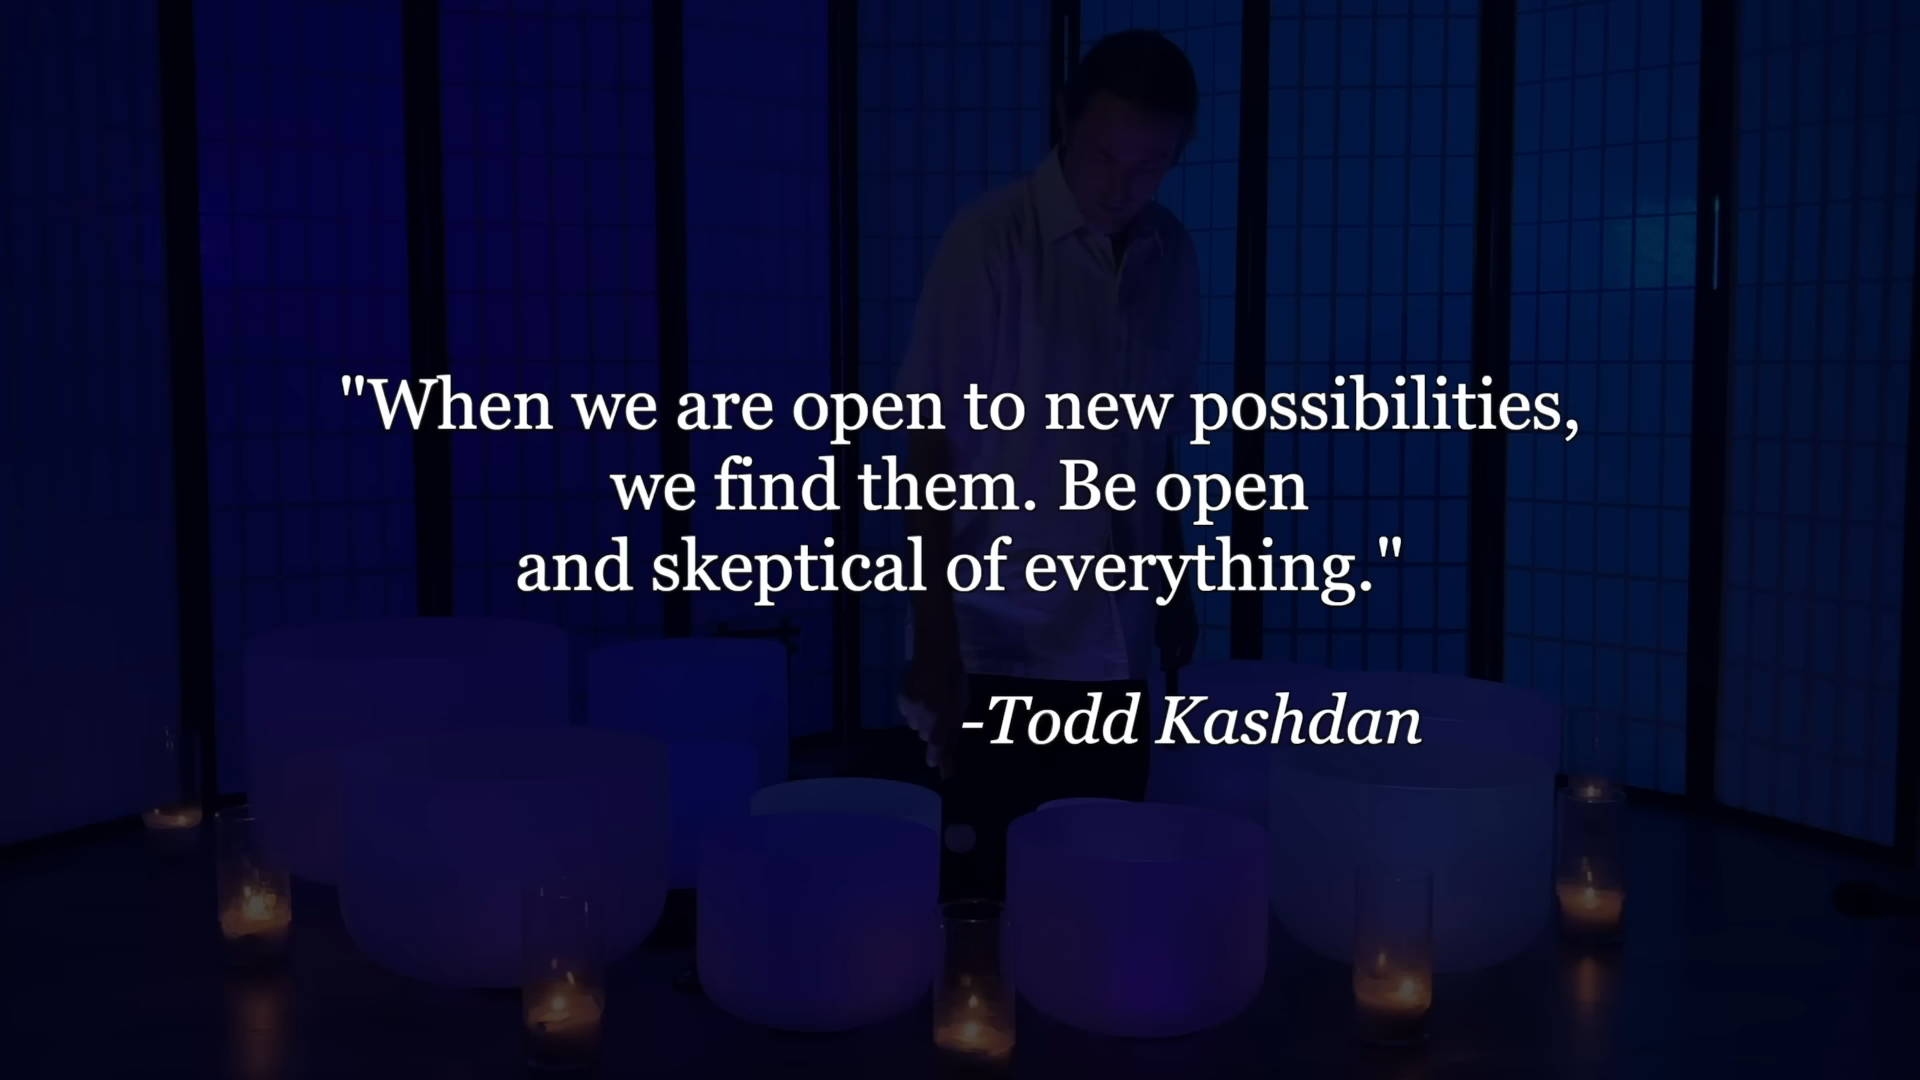 "When we are open to new possibilities,
we find them. Be open
and skeptical of everything."
-Todd Kashdan